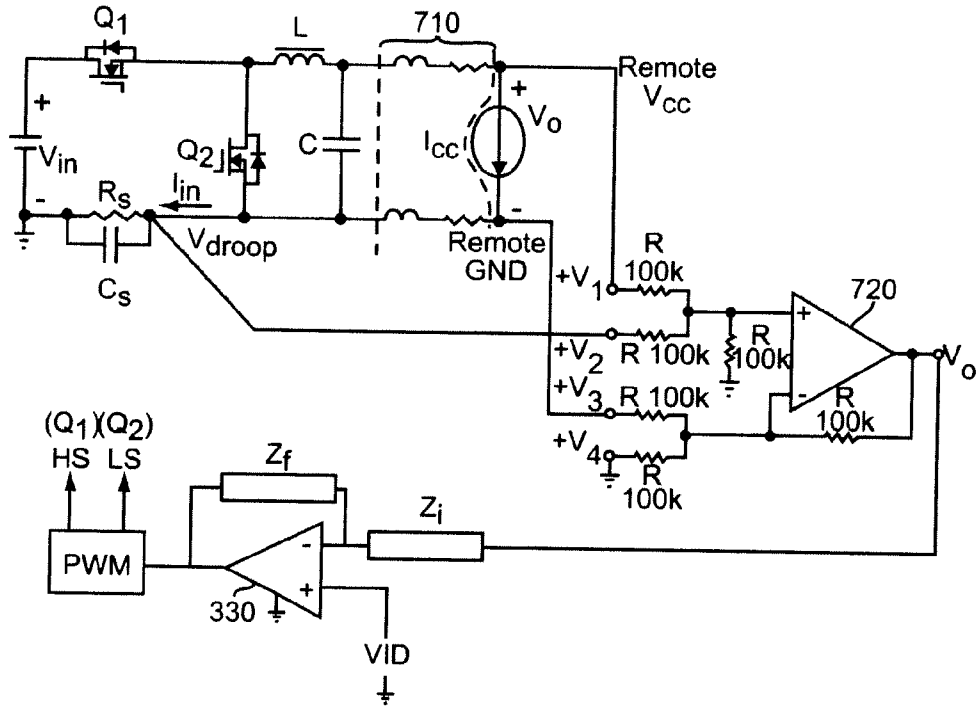 Q1
L
710
Remote
VCC
+
Vo
ICC
-
+
Vin
-
Q2
C
RS
Iin
Vdroop
CS
Remote
GND
R
100k
+V1
720
+
R
100k
+V2
R 100k
Vo
+V3
R 100k
-
R
100k
+V4
R
100k
(Q1)(Q2)
HS LS
Zf
Zi
-
PWM
+
330
VID